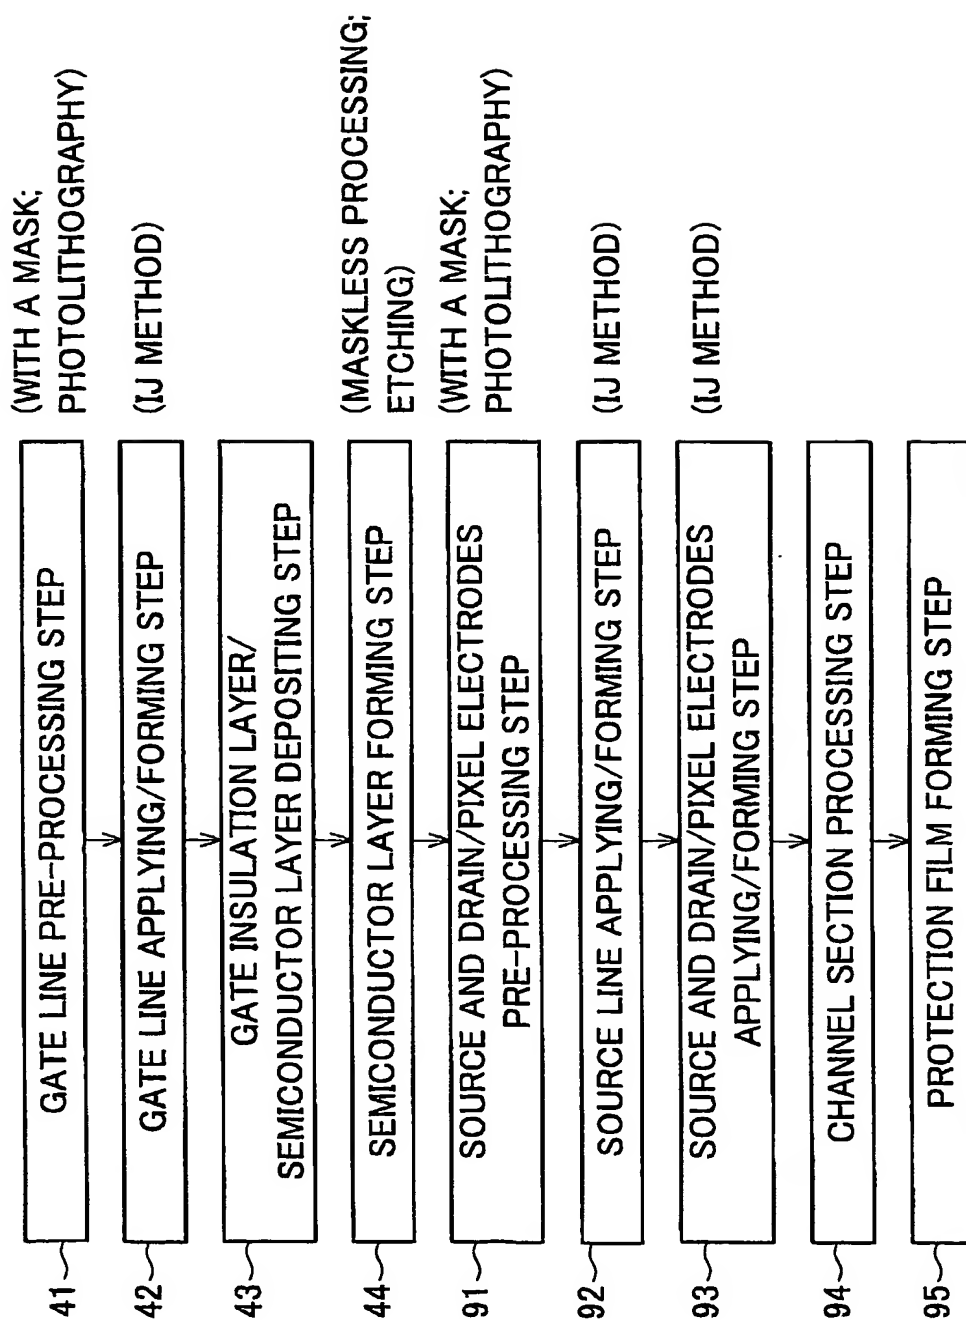 41
GATE LINE PRE-PROCESSING STEP
(WITH A MASK;
PHOTOLITHOGRAPHY)
42
GATE LINE APPLYING/FORMING STEP
(IJ METHOD)
43
GATE INSULATION LAYER/
SEMICONDUCTOR LAYER DEPOSITING STEP
44
SEMICONDUCTOR LAYER FORMING STEP
(MASKLESS PROCESSING;
ETCHING)
91
SOURCE AND DRAIN/PIXEL ELECTRODES
PRE-PROCESSING STEP
(WITH A MASK;
PHOTOLITHOGRAPHY)
92
SOURCE LINE APPLYING/FORMING STEP
(IJ METHOD)
93
SOURCE AND DRAIN/PIXEL ELECTRODES
APPLYING/FORMING STEP
(IJ METHOD)
94
CHANNEL SECTION PROCESSING STEP
95
PROTECTION FILM FORMING STEP